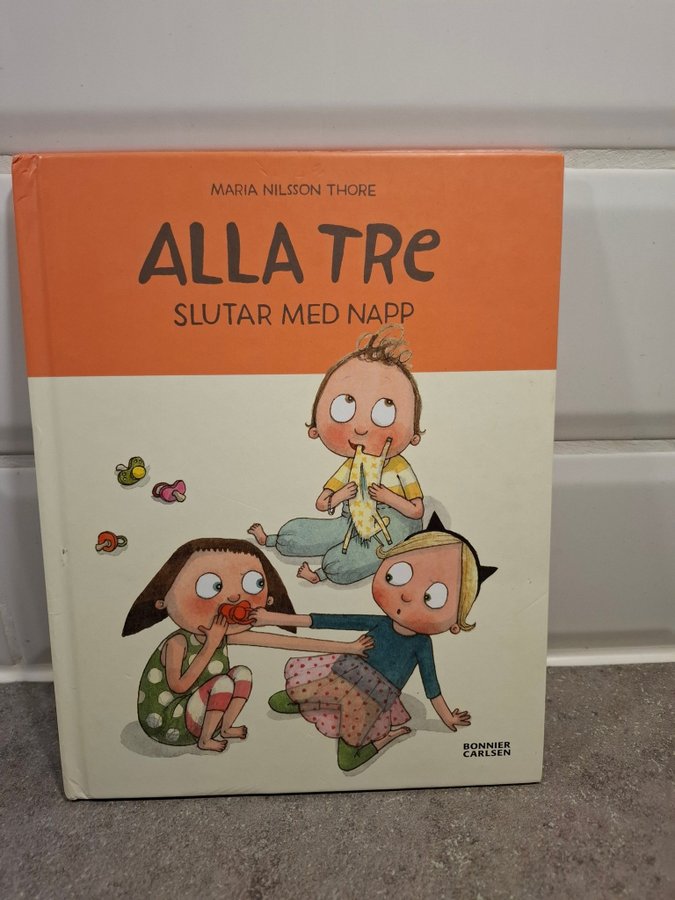 MARIA NILSSON THORE
ALLA TRe
SLUTAR MED NAPP
BONNIER
CARLSEN